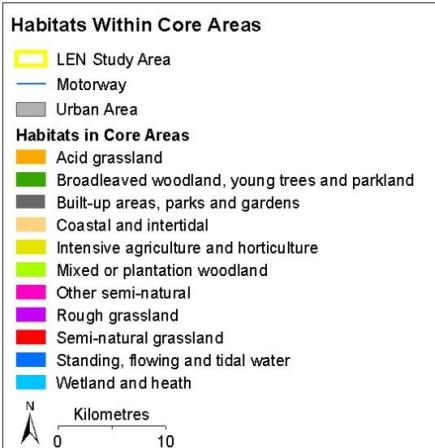 Habitats Within Core Areas
LEN Study Area
Motorway
Urban Area
Habitats in Core Areas
Acid grassland
Broadleaved woodland, young trees and parkland
Built-up areas, parks and gardens
Coastal and intertidal
Intensive agriculture and horticulture
Mixed or plantation woodland
Other semi-natural
Rough grassland
Semi-natural grassland
Standing, flowing and tidal water
Wetland and heath
N
Kilometres
0 10